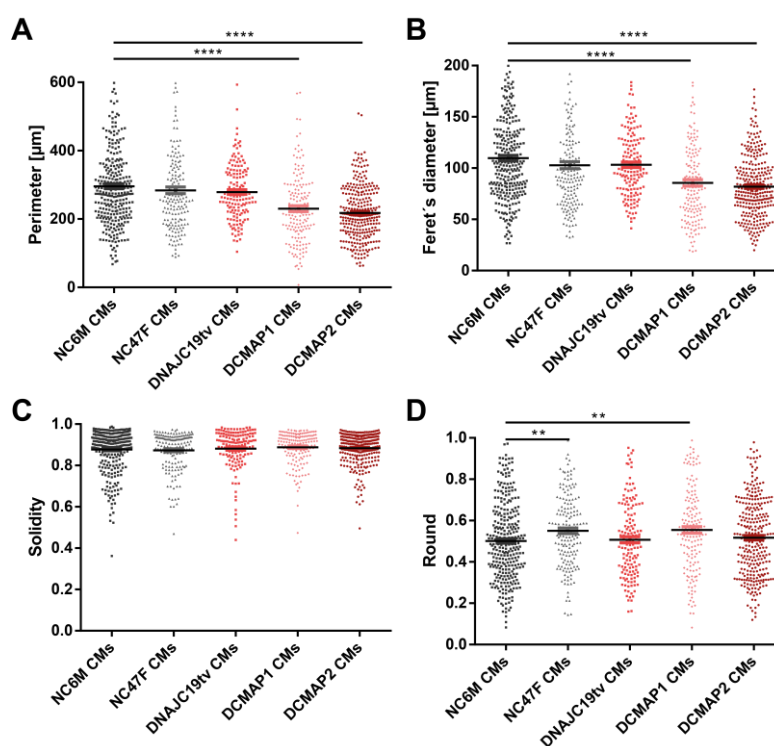 A
****
****
Perimeter [µm]
600
400
200
0
NC6M CMs
NC47F CMs
DNAJC19tv CMs
DCMAP1 CMs
DCMAP2 CMs
B
****
****
Feret´s diameter [µm]
200
150
100
50
0
NC6M CMs
NC47F CMs
DNAJC19tv CMs
DCMAP1 CMs
DCMAP2 CMs
C
Solidity
1.0
0.8
0.6
0.4
0.2
0.0
NC6M CMs
NC47F CMs
DNAJC19tv CMs
DCMAP1 CMs
DCMAP2 CMs
D
**
**
Round
1.0
0.8
0.6
0.4
0.2
0.0
NC6M CMs
NC47F CMs
DNAJC19tv CMs
DCMAP1 CMs
DCMAP2 CMs